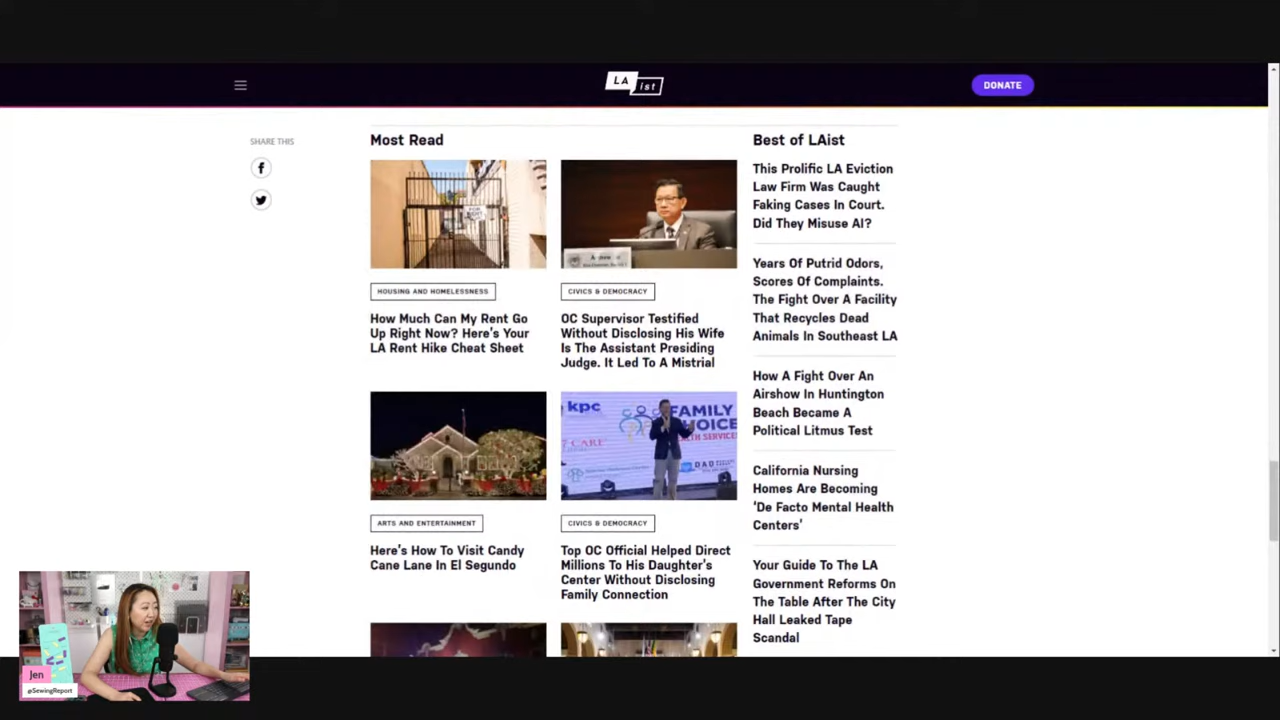 LA
ist
DONATE
SHARE THIS
Most Read
HOUSING AND HOMELESSNESS
How Much Can My Rent Go
Up Right Now? Here's Your
LA Rent Hike Cheat Sheet
CIVICS & DEMOCRACY
OC Supervisor Testified
Without Disclosing His Wife
Is The Assistant Presiding
Judge. It Led To A Mistrial
kpc
FAMILY
CHOICE
HEALTH SERVICES
CARE
DAD
ARTS AND ENTERTAINMENT
Here's How To Visit Candy
Cane Lane In El Segundo
CIVICS & DEMOCRACY
Top OC Official Helped Direct
Millions To His Daughter's
Center Without Disclosing
Family Connection
Best of LAist
This Prolific LA Eviction
Law Firm Was Caught
Faking Cases In Court.
Did They Misuse AI?
Years Of Putrid Odors,
Scores Of Complaints.
The Fight Over A Facility
That Recycles Dead
Animals In Southeast LA
How A Fight Over An
Airshow In Huntington
Beach Became A
Political Litmus Test
California Nursing
Homes Are Becoming
'De Facto Mental Health
Centers'
Your Guide To The LA
Government Reforms On
The Table After The City
Hall Leaked Tape
Scandal
Jen
@SewingReport